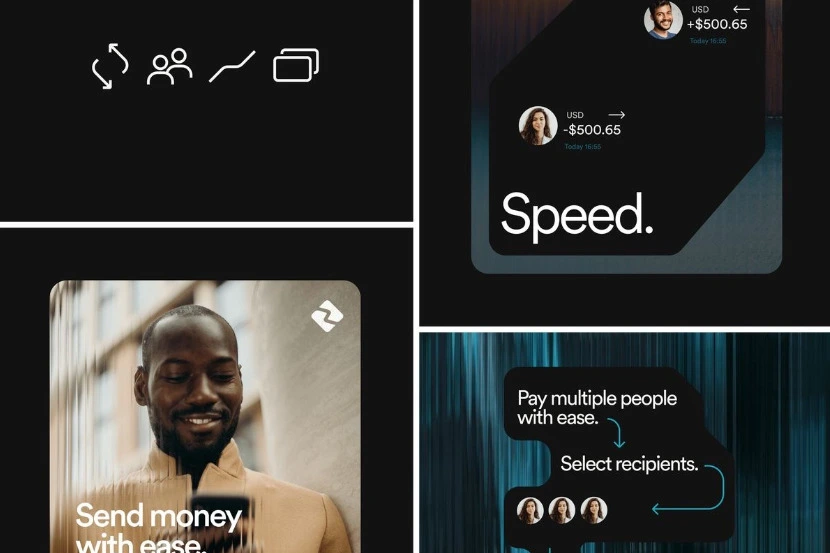 USD
+$500.65
Today 16:55
USD
-$500.65
Today 16:55
Speed.
Send money
with ease.
Pay multiple people
with ease.
Select recipients.